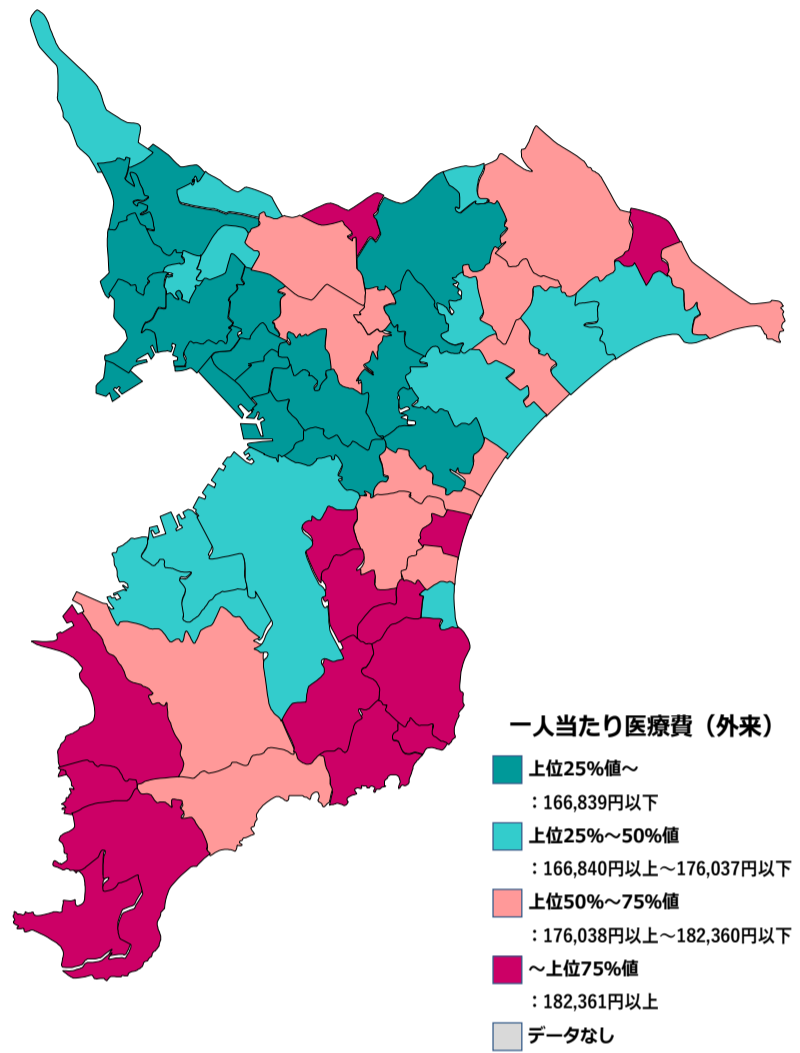 一人当たり医療費（外来）
上位25%値～
：166,839円以下
上位25%～50%値
：166,840円以上～176,037円以下
上位50%～75%値
：176,038円以上～182,360円以下
～上位75%値
：182,361円以上
データなし